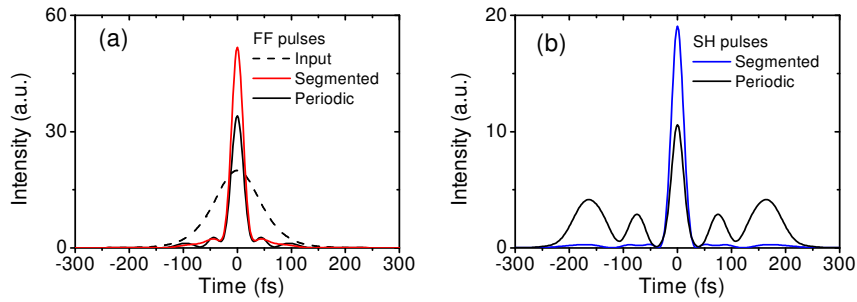 (a)
FF pulses
Input
Segmented
Periodic
60
30
0
-300 -200 -100 0 100 200 300
Time (fs)
Intensity (a.u.)
(b)
SH pulses
Segmented
Periodic
20
10
0
-300 -200 -100 0 100 200 300
Time (fs)
Intensity (a.u.)